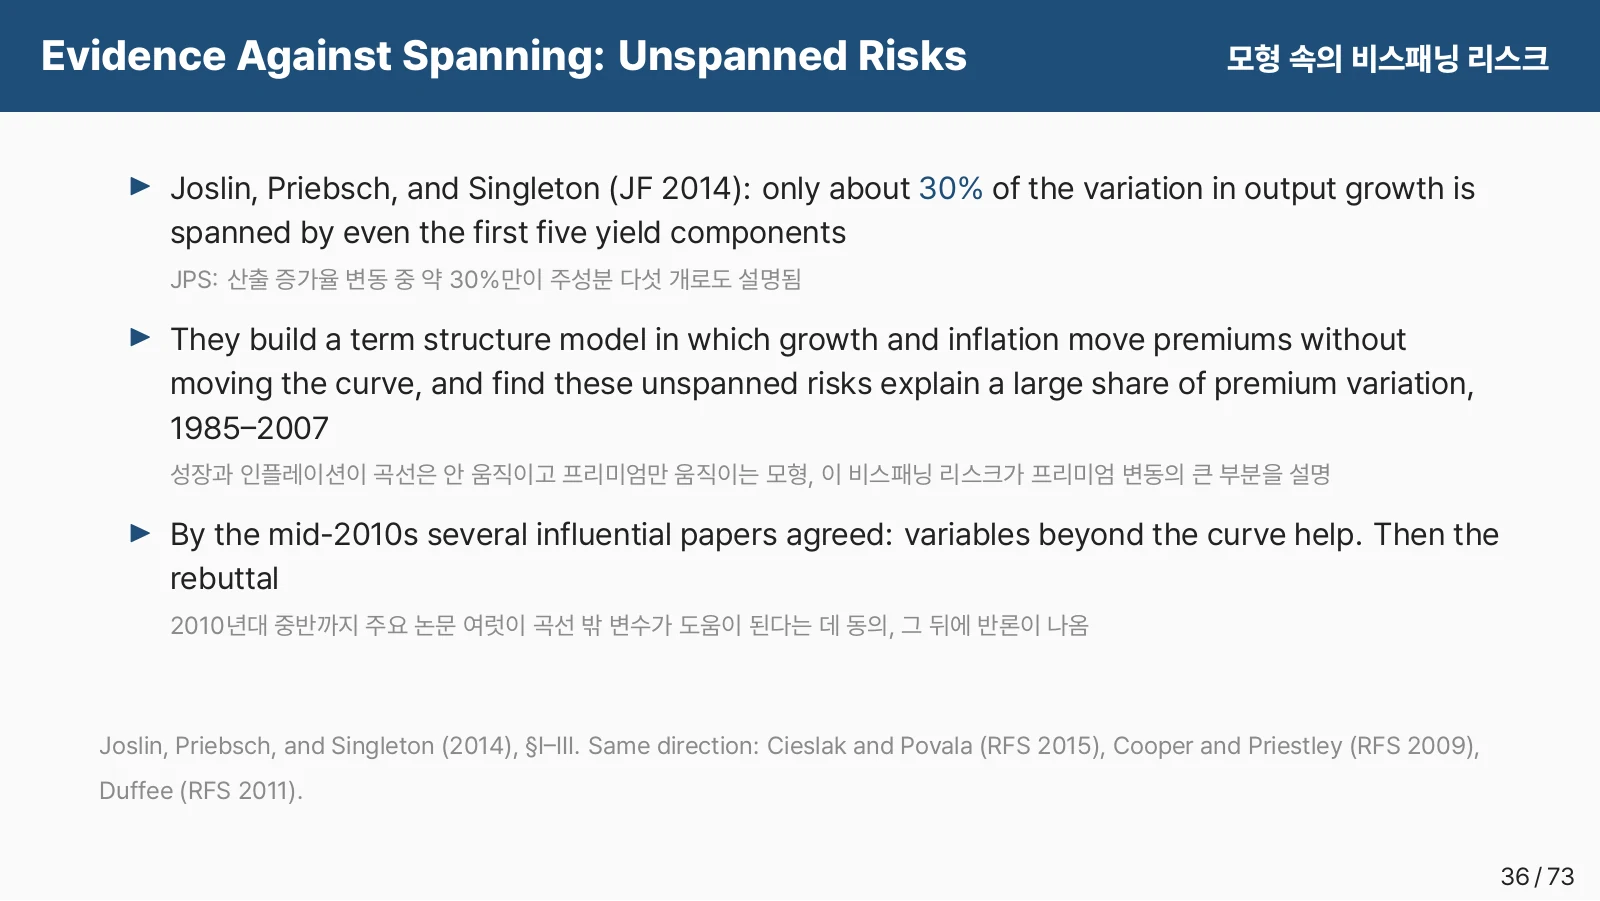 Evidence Against Spanning: Unspanned Risks
모형 속의 비스패닝 리스크
▶ Joslin, Priebsch, and Singleton (JF 2014): only about 30% of the variation in output growth is
spanned by even the first five yield components
JPS: 산출 증가율 변동 중 약 30%만이 주성분 다섯 개로도 설명됨
▶ They build a term structure model in which growth and inflation move premiums without
moving the curve, and find these unspanned risks explain a large share of premium variation,
1985–2007
성장과 인플레이션이 곡선은 안 움직이고 프리미엄만 움직이는 모형, 이 비스패닝 리스크가 프리미엄 변동의 큰 부분을 설명
▶ By the mid-2010s several influential papers agreed: variables beyond the curve help. Then the
rebuttal
2010년대 중반까지 주요 논문 여럿이 곡선 밖 변수가 도움이 된다는 데 동의, 그 뒤에 반론이 나옴
Joslin, Priebsch, and Singleton (2014), §I–III. Same direction: Cieslak and Povala (RFS 2015), Cooper and Priestley (RFS 2009),
Duffee (RFS 2011).
36 / 73